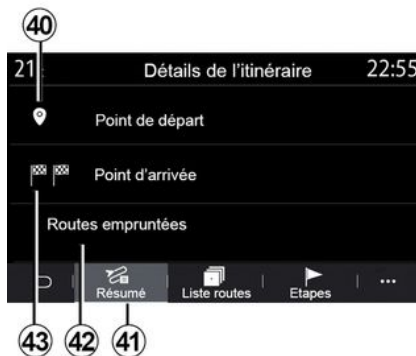 40
21 Détails de l'itinéraire 22:55
Point de départ
Point d'arrivée
Routes empruntées
Résumé Liste routes Etapes ...
43 42 41